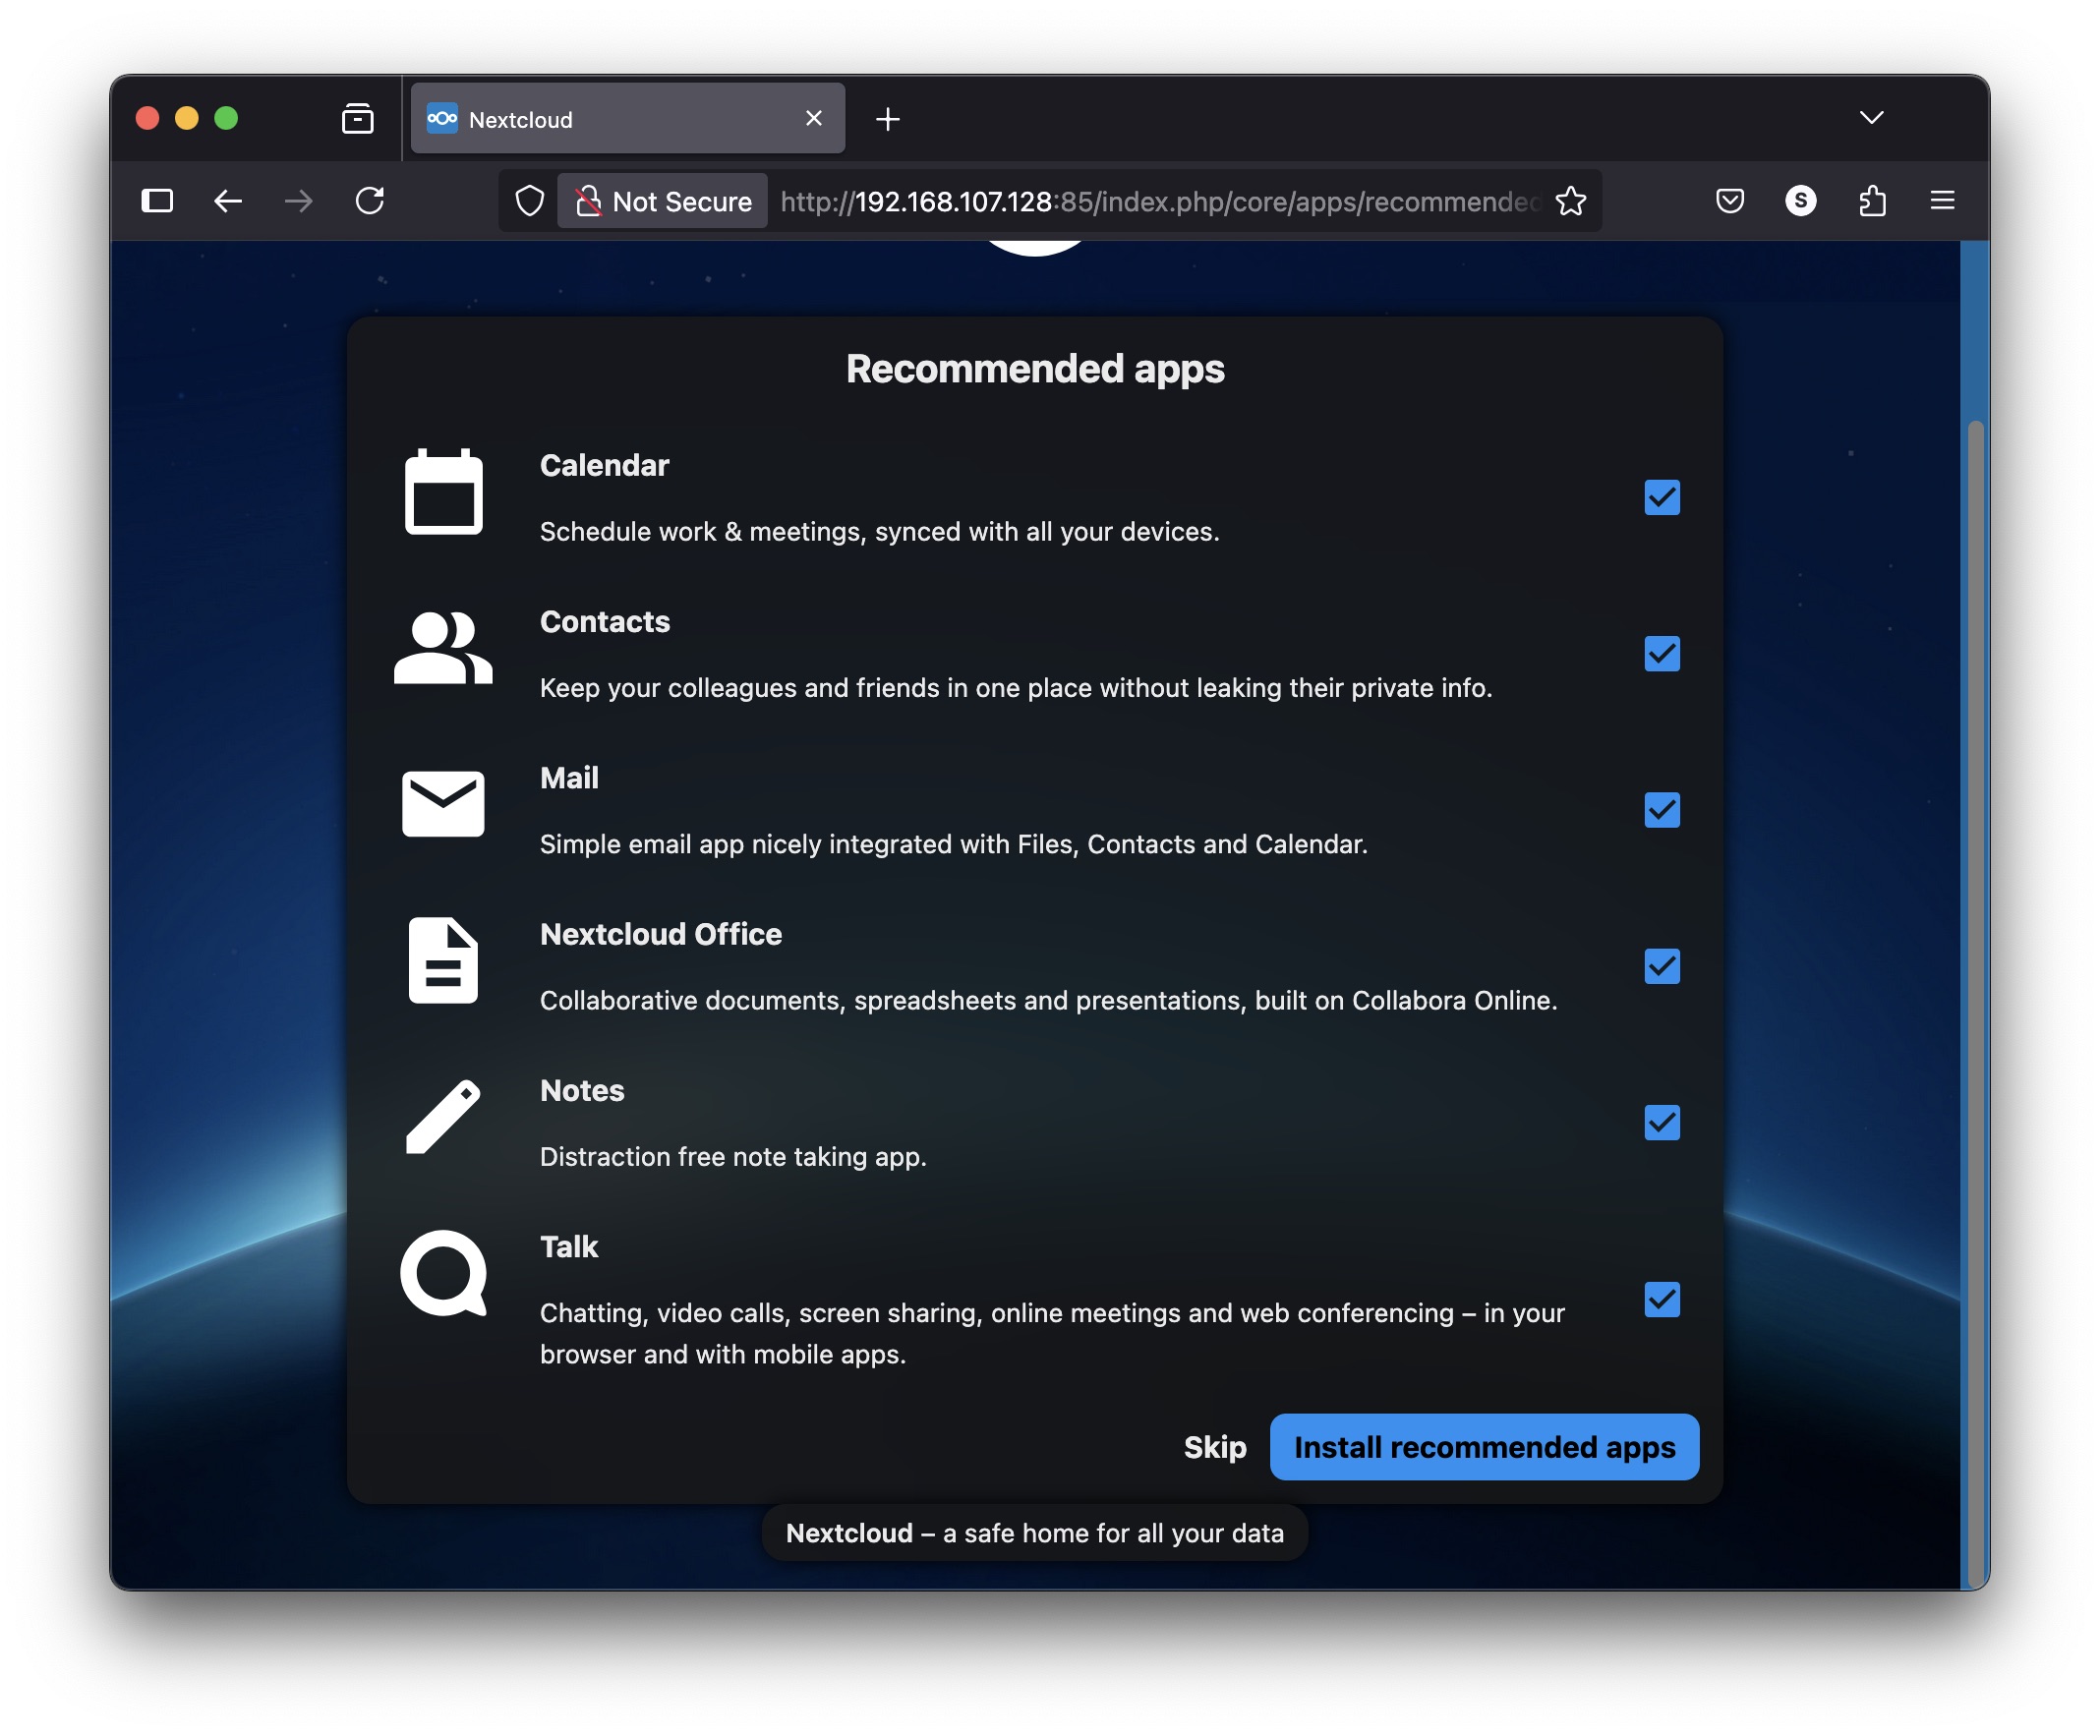 Nextcloud
Not Secure http://192.168.107.128:85/index.php/core/apps/recommended
S
Recommended apps
Calendar
Schedule work & meetings, synced with all your devices.
Contacts
Keep your colleagues and friends in one place without leaking their private info.
Mail
Simple email app nicely integrated with Files, Contacts and Calendar.
Nextcloud Office
Collaborative documents, spreadsheets and presentations, built on Collabora Online.
Notes
Distraction free note taking app.
Talk
Chatting, video calls, screen sharing, online meetings and web conferencing – in your
browser and with mobile apps.
Skip Install recommended apps
Nextcloud – a safe home for all your data